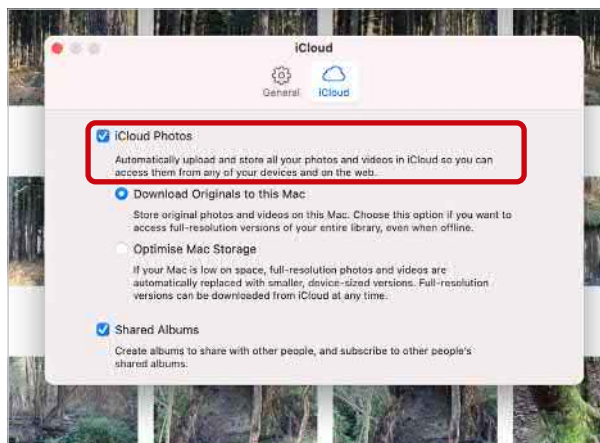 iCloud
General iCloud
iCloud Photos
Automatically upload and store all your photos and videos in iCloud so you can
access them from any of your devices and on the web.
Download Originals to this Mac
Store original photos and videos on this Mac. Choose this option if you want to
access full-resolution versions of your entire library, even when offline.
Optimise Mac Storage
If your Mac is low on space, full-resolution photos and videos are
automatically replaced with smaller, device-sized versions. Full-resolution
versions can be downloaded from iCloud at any time.
Shared Albums
Create albums to share with other people, and subscribe to other people's
shared albums.